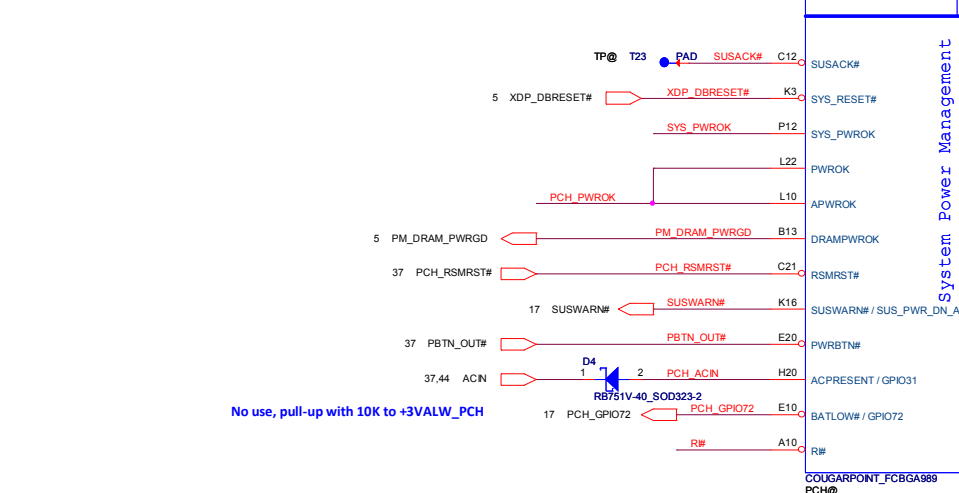 TP@ T23 PAD SUSACK# C12 SUSACK#
5 XDP_DBRESET# XDP_DBRESET# K3 SYS_RESET#
SYS_PWROK P12 SYS_PWROK
L22 PWROK
PCH_PWROK L10 APWROK
5 PM_DRAM_PWRGD PM_DRAM_PWRGD B13 DRAMPWROK
37 PCH_RSMRST# PCH_RSMRST# C21 RSMRST#
17 SUSWARN# SUSWARN# K16 SUSWARN# / SUS_PWR_DN_A
37 PBTN_OUT# PBTN_OUT# E20 PWRBTN#
D4
37,44 ACIN 1 2 PCH_ACIN H20 ACPRESENT / GPIO31
RB751V-40_SOD323-2
No use, pull-up with 10K to +3VALW_PCH
17 PCH_GPIO72 PCH_GPIO72 E10 BATLOW# / GPIO72
RI# A10 RI#
System Power Management
COUGARPOINT_FCBGA989
PCH@